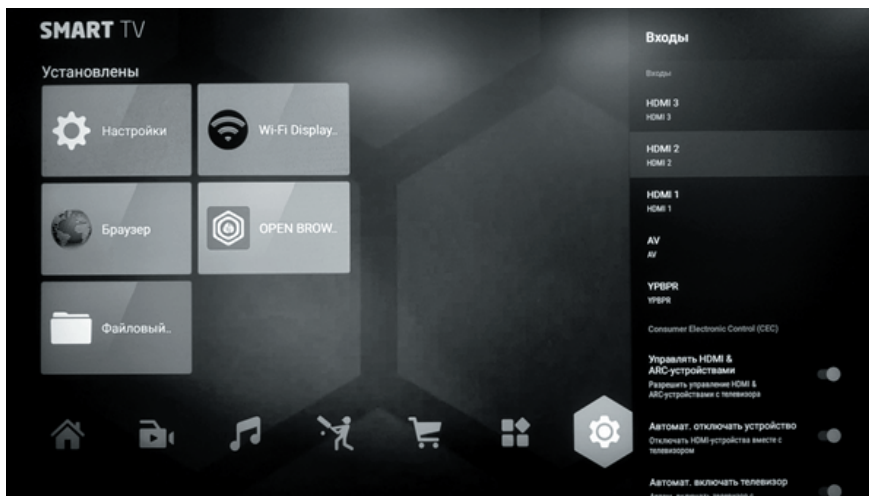 SMART TV
Установлены
Настройки
Wi-Fi Display..
Браузер
OPEN BROW..
Файловый..
Входы
Входы
HDMI 3
HDMI 3
HDMI 2
HDMI 2
HDMI 1
HDMI 1
AV
AV
YPBPR
YPBPR
Consumer Electronic Control (CEC)
Управлять HDMI &
ARC-устройствами
Разрешить управление HDMI &
ARC-устройствами с телевизора
Автомат. отключать устройство
Отключать HDMI-устройства вместе с
телевизором
Автомат. включать телевизор